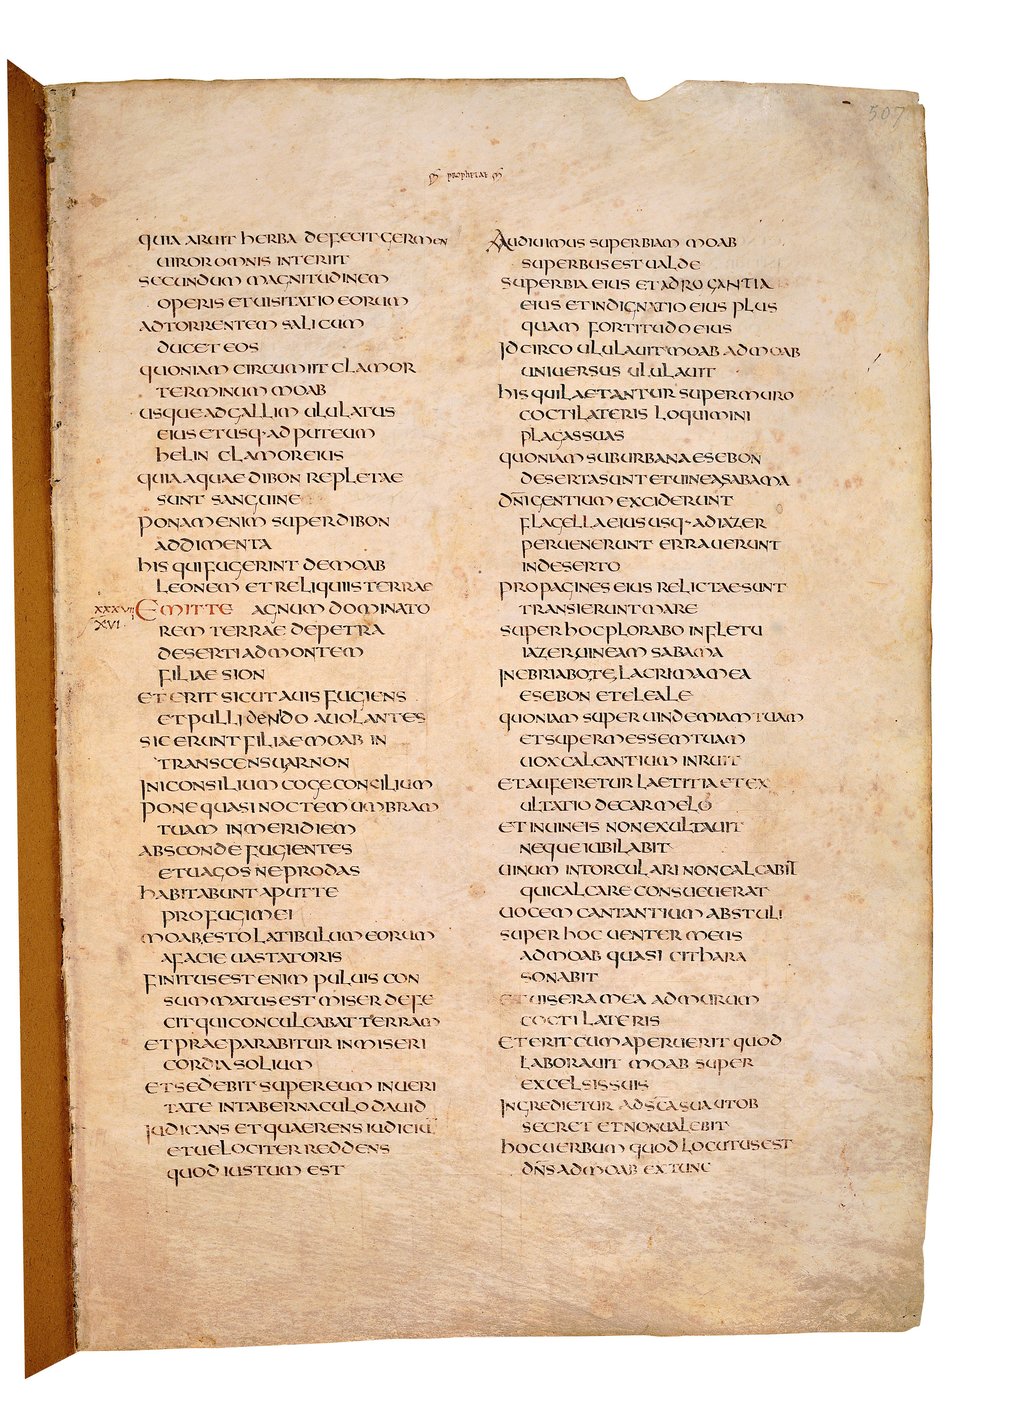 507
prophetae
quia aruit herba defecit germen
uiror omnis interiit
secundum magnitudinem
operis et uisitatio eorum
ad torrentem salicum
ducet eos
quoniam circumiit clamor
terminum moab
usque ad gallim ululatus
eius et usq· ad puteum
helin clamor eius
quia aquae dibon repletae
sunt sanguine
ponam enim super dibon
addimenta
his qui fugerint de moab
leonem et reliquiis terrae
xxxvii Emitte agnum dominato
xvi· rem terrae de petra
deserti ad montem
filiae sion
et erit sicut auis fugiens
et pulli de nido auolantes
sic erunt filiae moab in
transcensu arnon
ini consilium coge concilium
pone quasi noctem umbram
tuam in meridie
absconde fugientes
et uagos ne prodas
habitabunt aput te
profugi mei
moab esto latibulum eorum
a facie uastatoris
finitus est enim puluis con
summatus est miser defe
cit qui conculcabat terram
et praeparabitur in miseri
cordia solium
et sedebit super eum in ueri
tate in tabernaculo dauid
iudicans et quaerens iudiciu
et uelociter reddens
quod iustum est
Audiuimus superbiam moab
superbus est ualde
superbia eius et adrogantia
eius et indignatio eius plus
quam fortitudo eius
idcirco ululauit moab ad moab
uniuersus ululauit
his qui laetantur super muro
cocti lateris loquimini
plagas suas
quoniam suburbana esebon
deserta sunt et uinea sabama
dn̄i gentium exciderunt
flagella eius usq· ad iazer
peruenerunt errauerunt
in deserto
propagines eius relictae sunt
transierunt mare
super hoc plorabo in fletu
iazer uineam sabama
inebriabo te lacrima mea
esebon et eleale
quoniam super uindemiam tuam
et super messem tuam
uox calcantium inruit
et auferetur laetitia et ex
ultatio de carmelo
et in uineis non exultauit
neque iubilabit
uinum in torculari non calcabit
qui calcare consueuerat
uocem cantantium abstuli
super hoc uenter meus
ad moab quasi cithara
sonabit
et uisera mea ad murum
cocti lateris
et erit cum aperuerit quod
laborauit moab super
excelsis suis
ingredietur ad sc̄a sua ut ob
secret et non ualebit
hoc uerbum quod locutus est
dn̄s ad moab ex tunc